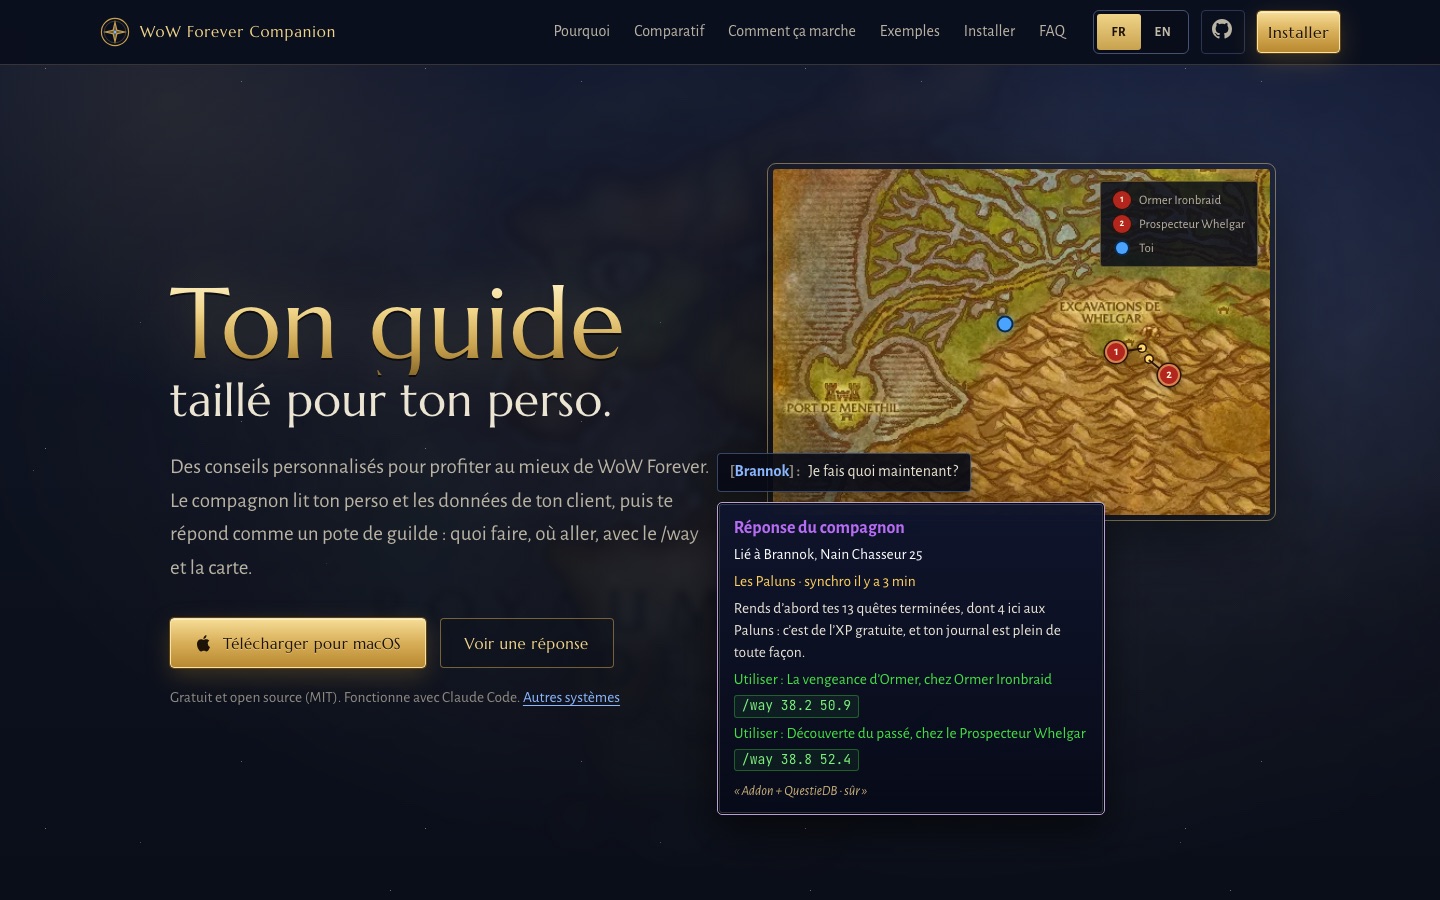 WoW Forever Companion
Pourquoi
Comparatif
Comment ça marche
Exemples
Installer
FAQ
FR
EN
Installer
Ton guide
taillé pour ton perso.
Des conseils personnalisés pour profiter au mieux de WoW Forever.
Le compagnon lit ton perso et les données de ton client, puis te
répond comme un pote de guilde : quoi faire, où aller, avec le /way
et la carte.
Télécharger pour macOS
Voir une réponse
Gratuit et open source (MIT). Fonctionne avec Claude Code. Autres systèmes
1 Ormer Ironbraid
2 Prospecteur Whelgar
Toi
EXCAVATIONS DE
WHELGAR
1
2
PORT DE MENETHIL
[Brannok] : Je fais quoi maintenant ?
Réponse du compagnon
Lié à Brannok, Nain Chasseur 25
Les Paluns · synchro il y a 3 min
Rends d’abord tes 13 quêtes terminées, dont 4 ici aux
Paluns : c’est de l’XP gratuite, et ton journal est plein de
toute façon.
Utiliser : La vengeance d’Ormer, chez Ormer Ironbraid
/way 38.2 50.9
Utiliser : Découverte du passé, chez le Prospecteur Whelgar
/way 38.8 52.4
« Addon + QuestieDB · sûr »